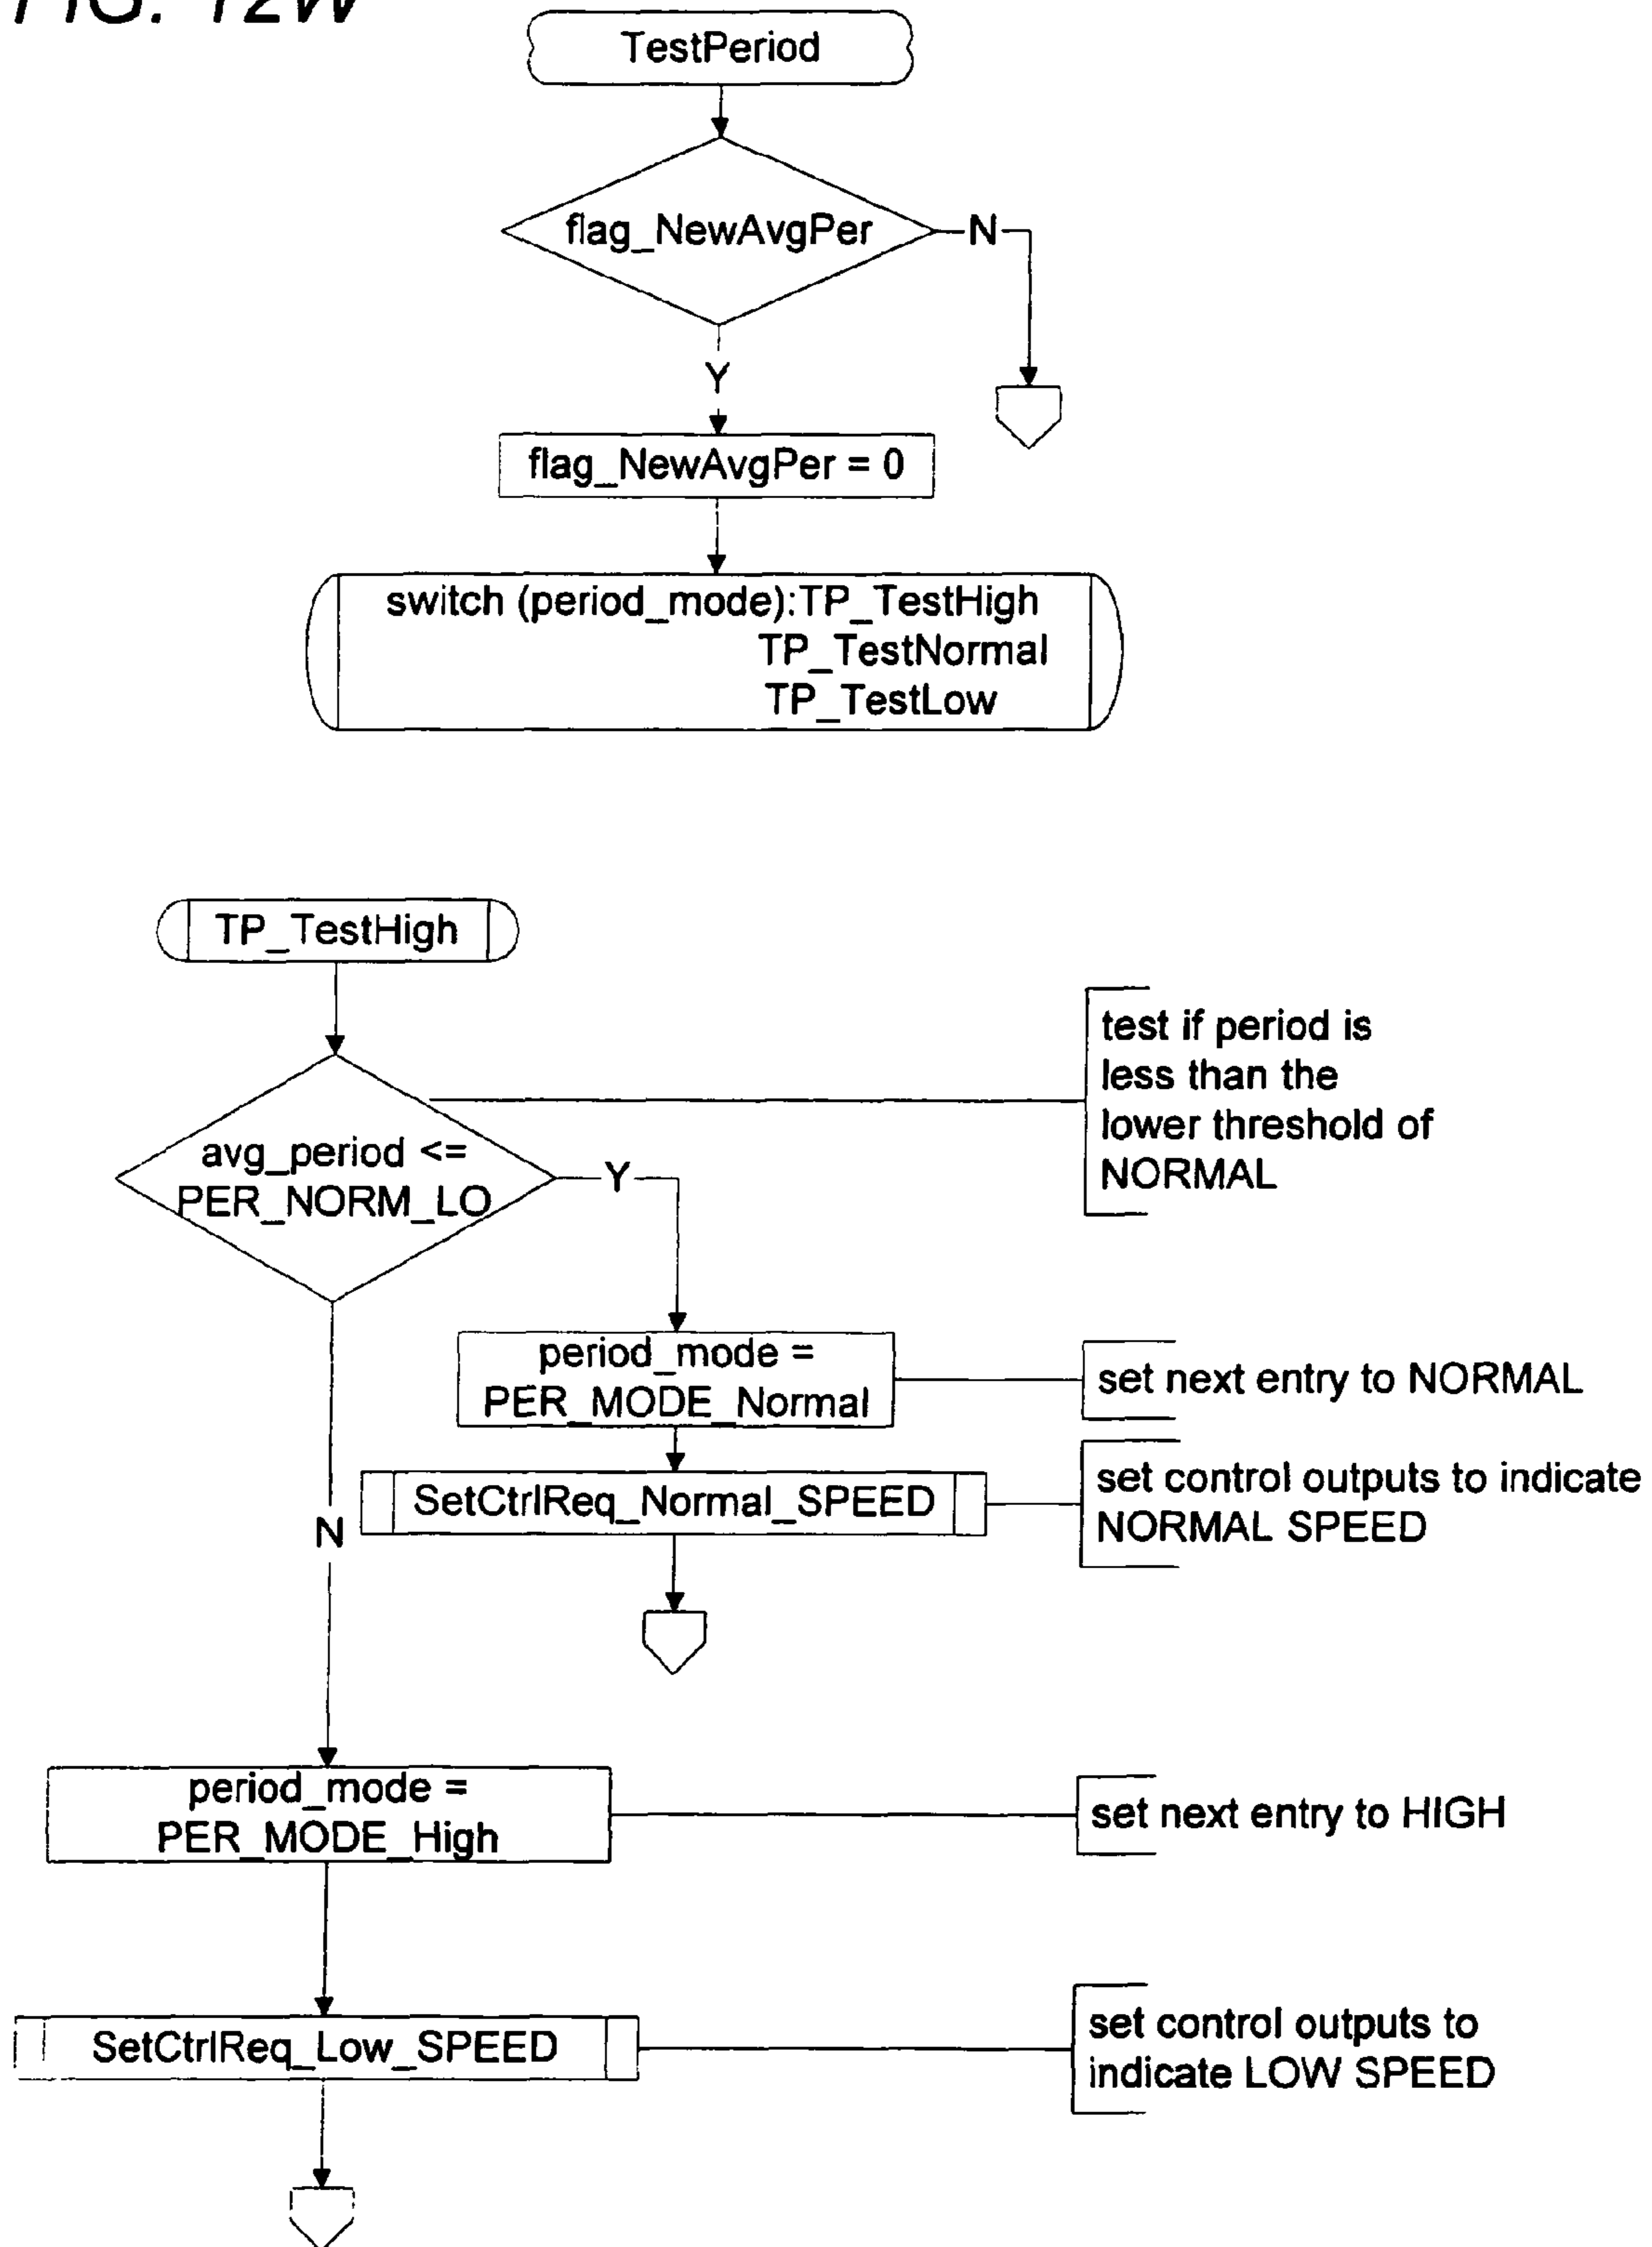 FIG. 12W
TestPeriod
flag_NewAvgPer
N
Y
flag_NewAvgPer = 0
switch (period_mode):TP_TestHigh
TP_TestNormal
TP_TestLow
TP_TestHigh
test if period is
less than the
lower threshold of
NORMAL
avg_period <=
PER_NORM_LO
Y
period_mode =
PER_MODE_Normal
set next entry to NORMAL
SetCtrlReq_Normal_SPEED
set control outputs to indicate
NORMAL SPEED
N
period_mode =
PER_MODE_High
set next entry to HIGH
SetCtrlReq_Low_SPEED
set control outputs to
indicate LOW SPEED